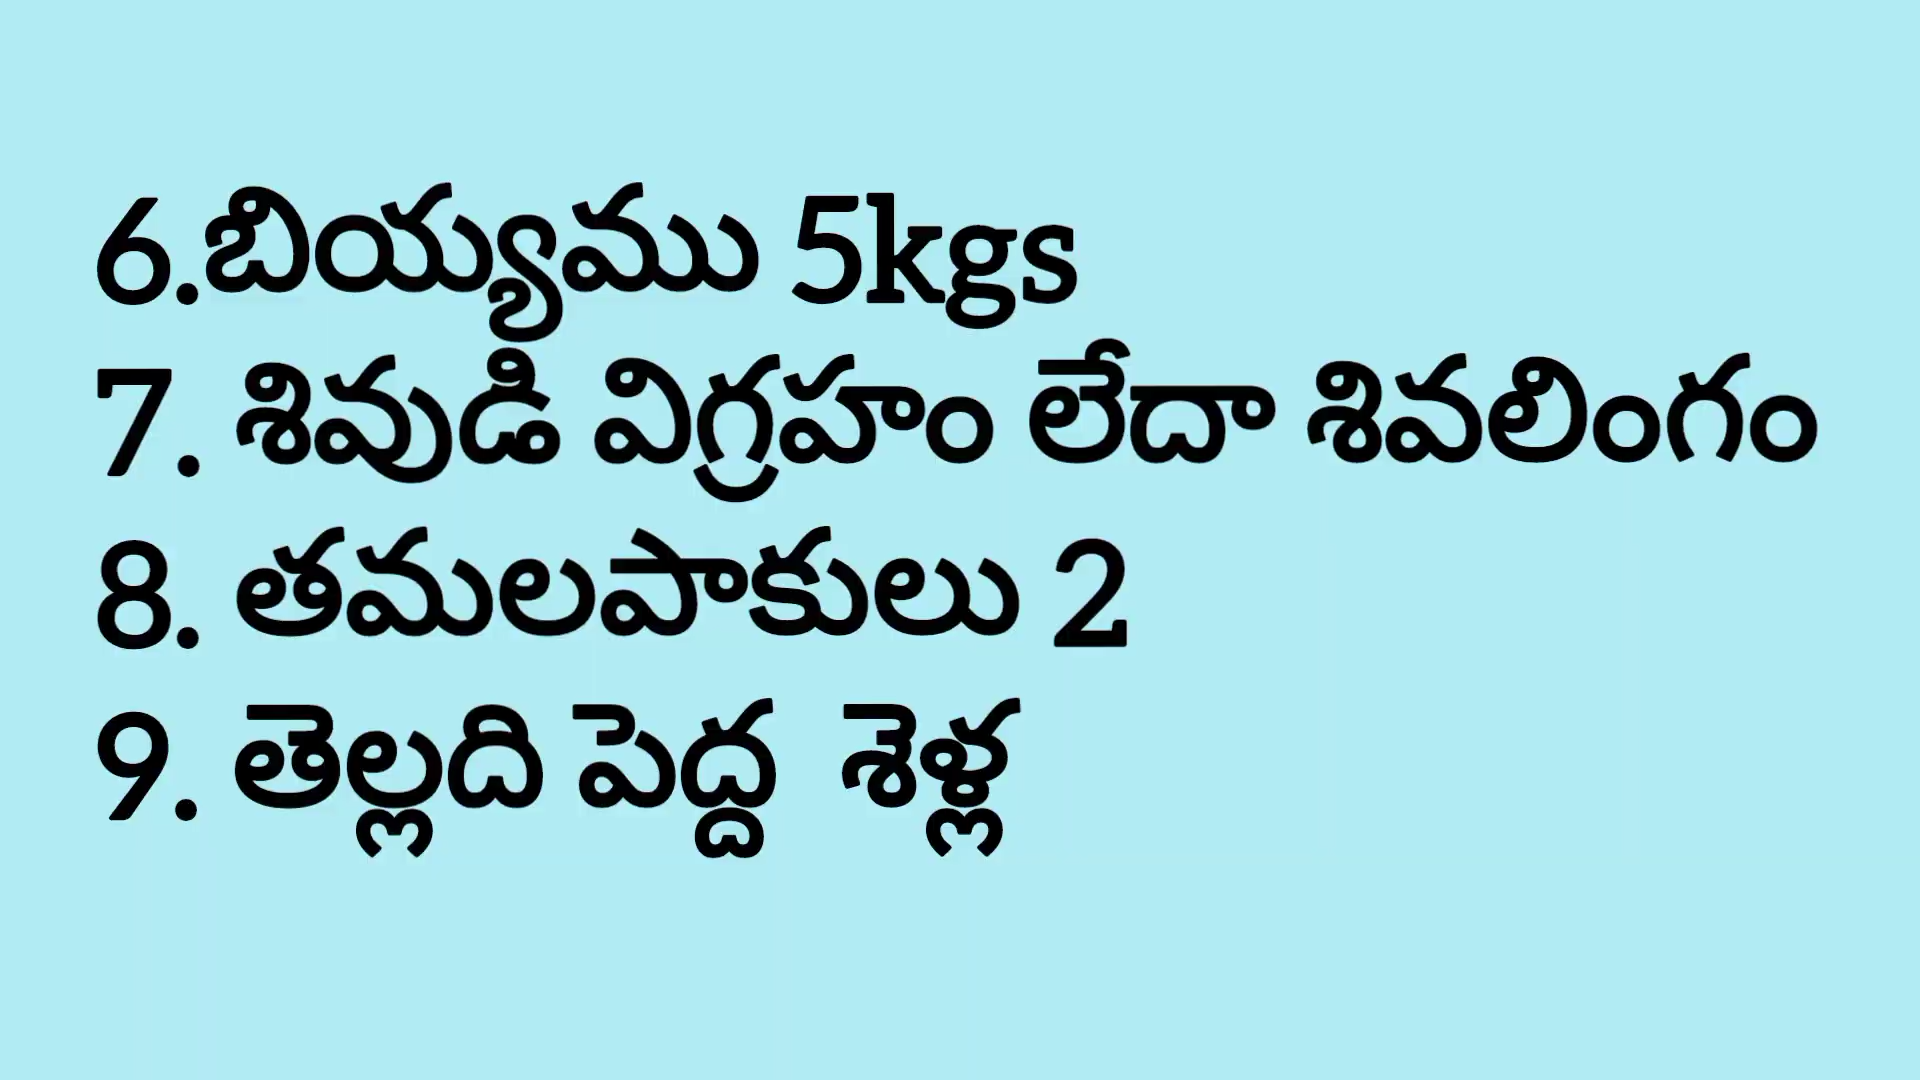 6.బియ్యము 5kgs
7. శివుడి విగ్రహం లేదా శివలింగం
8. తమలపాకులు 2
9. తెల్లది పెద్ద శెళ్ల